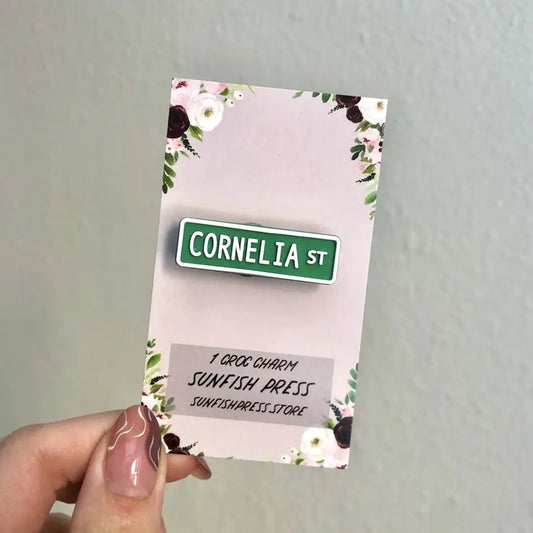 CORNELIA ST
1 CROC CHARM
SUNFISH PRESS
SUNFISHPRESS.STORE